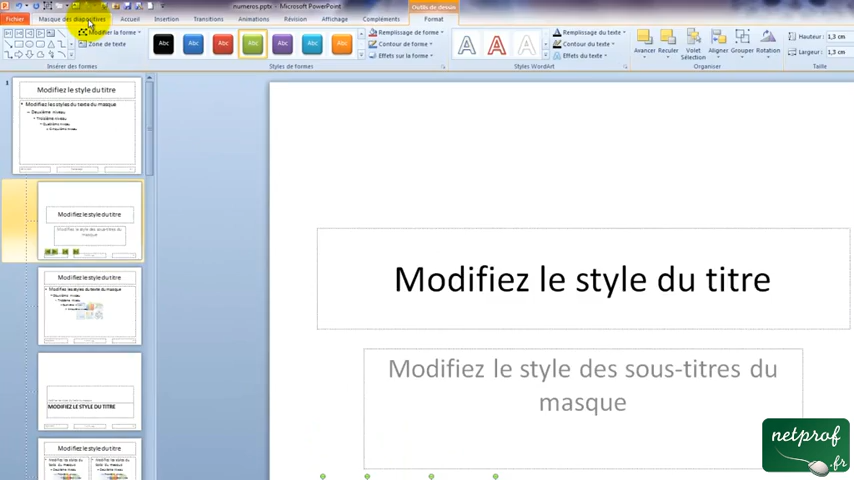 numeros.pptx - Microsoft PowerPoint
Outils de dessin
Fichier
Masque des diapositives
Accueil
Insertion
Transitions
Animations
Révision
Affichage
Compléments
Format
Modifier la forme
Zone de texte
Insérer des formes
Abc
Abc
Abc
Abc
Abc
Abc
Abc
Remplissage de forme
Contour de forme
Effets sur la forme
Styles de formes
A
A
A
Remplissage du texte
Contour du texte
Effets du texte
Styles WordArt
Avancer
Reculer
Volet Sélection
Aligner
Grouper
Rotation
Organiser
Hauteur : 1,3 cm
Largeur : 1,3 cm
Taille
1
Modifiez le style du titre
Modifiez les styles du texte du masque
Deuxième niveau
Troisième niveau
Quatrième niveau
Cinquième niveau
Modifiez le style du titre
Modifiez le style des sous-titres du
masque
Modifiez le style du titre
Modifiez les styles du texte du masque
MODIFIEZ LE STYLE DU TITRE
Modifiez le style du titre
Modifiez le style du titre
Modifiez le style des sous-titres du
masque
netprof
.fr